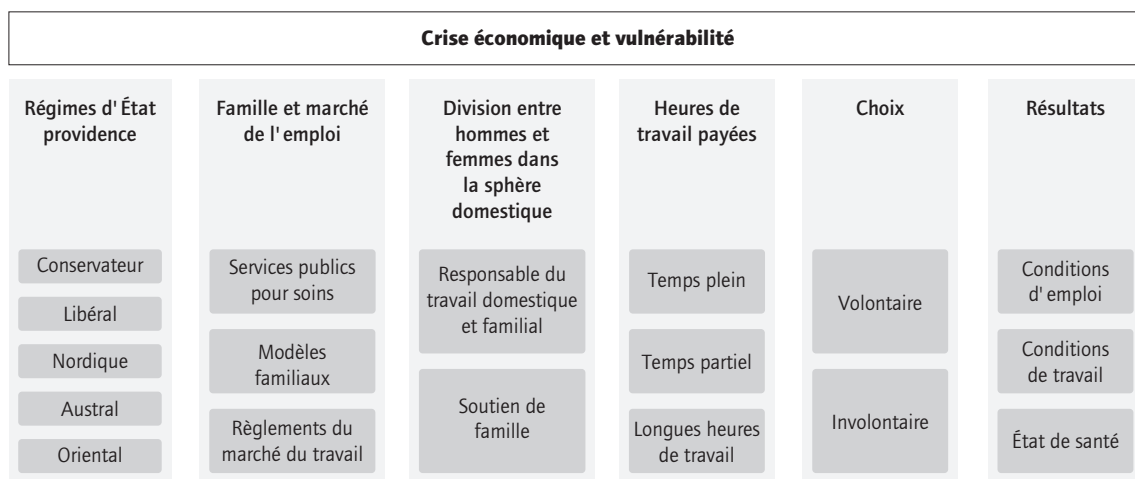 Crise économique et vulnérabilité
Régimes d'État
providence
Conservateur
Libéral
Nordique
Austral
Oriental
Famille et marché
de l'emploi
Services publics
pour soins
Modèles
familiaux
Règlements du
marché du travail
Division entre
hommes et
femmes dans
la sphère
domestique
Responsable du
travail domestique
et familial
Soutien de
famille
Heures de
travail payées
Temps plein
Temps partiel
Longues heures
de travail
Choix
Volontaire
Involontaire
Résultats
Conditions
d'emploi
Conditions
de travail
État de santé